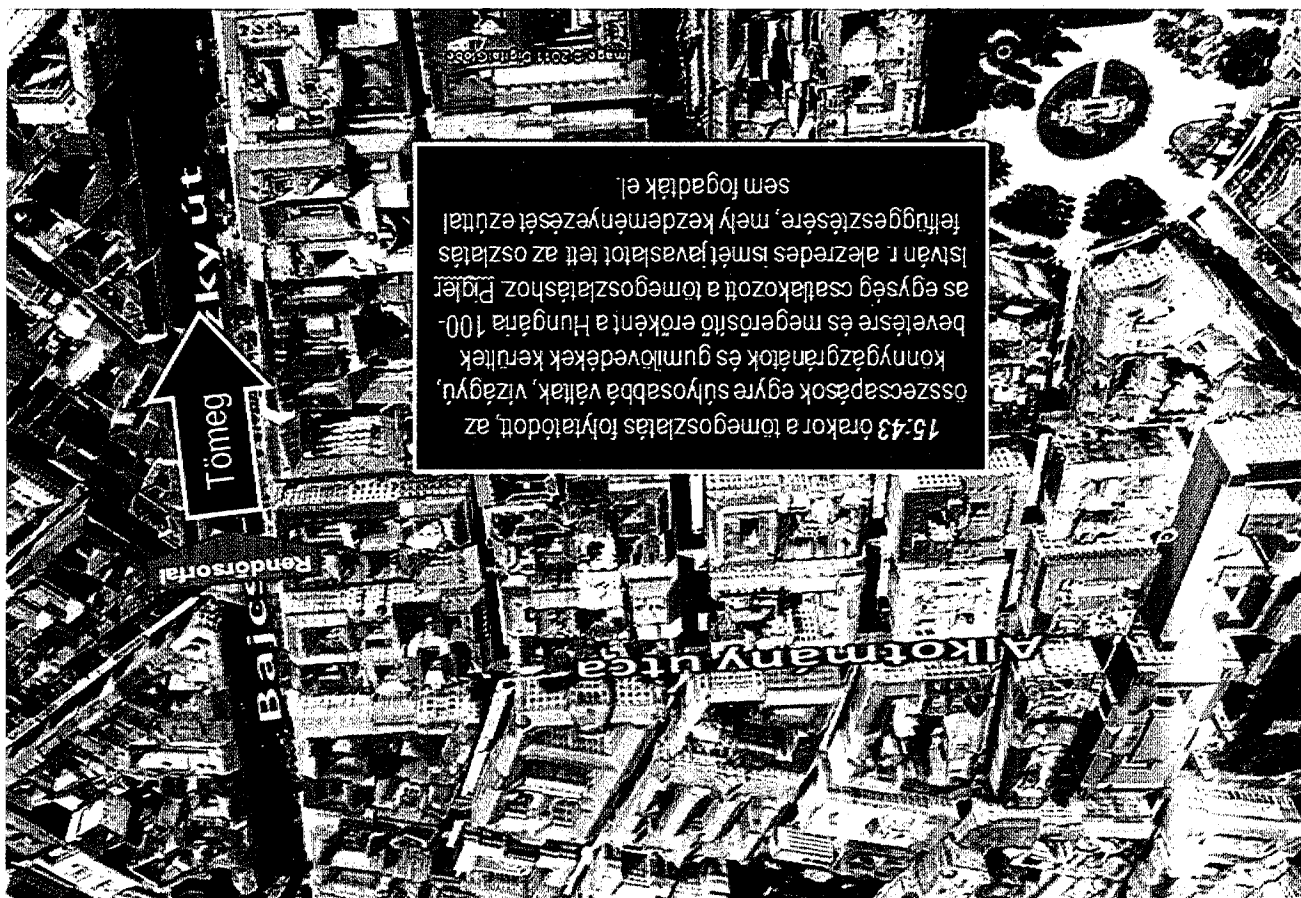 Alkotmány utca
Bajcs
Rendőrsorfal
Tömeg
zky út
15:43 órakor a tömegoszlatás folytatódott, az
összecsapások egyre súlyosabbá váltak, vízágyú,
könnygázgránátok és gumilövedékek kerültek
bevetésre és megerősítő erőként a Hungária 100-
as egység csatlakozott a tömegoszlatáshoz. Pigler
István r. alezredes ismét javaslatot tett az oszlatás
felfüggesztésére, mely kezdeményezését ezúttal
sem fogadták el.